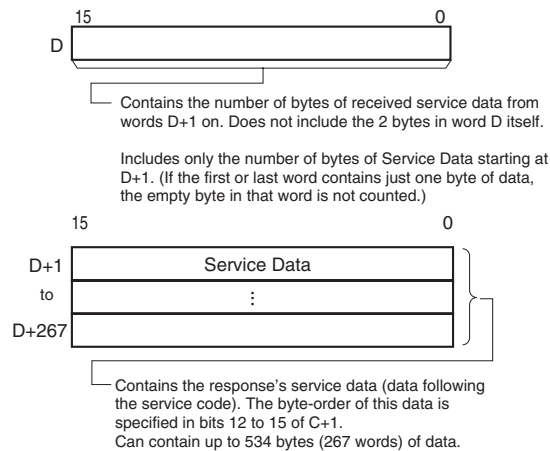 15 0
D
Contains the number of bytes of received service data from
words D+1 on. Does not include the 2 bytes in word D itself.
Includes only the number of bytes of Service Data starting at
D+1. (If the first or last word contains just one byte of data,
the empty byte in that word is not counted.)
15 0
D+1 Service Data
to ⋮
D+267
Contains the response's service data (data following
the service code). The byte-order of this data is
specified in bits 12 to 15 of C+1.
Can contain up to 534 bytes (267 words) of data.